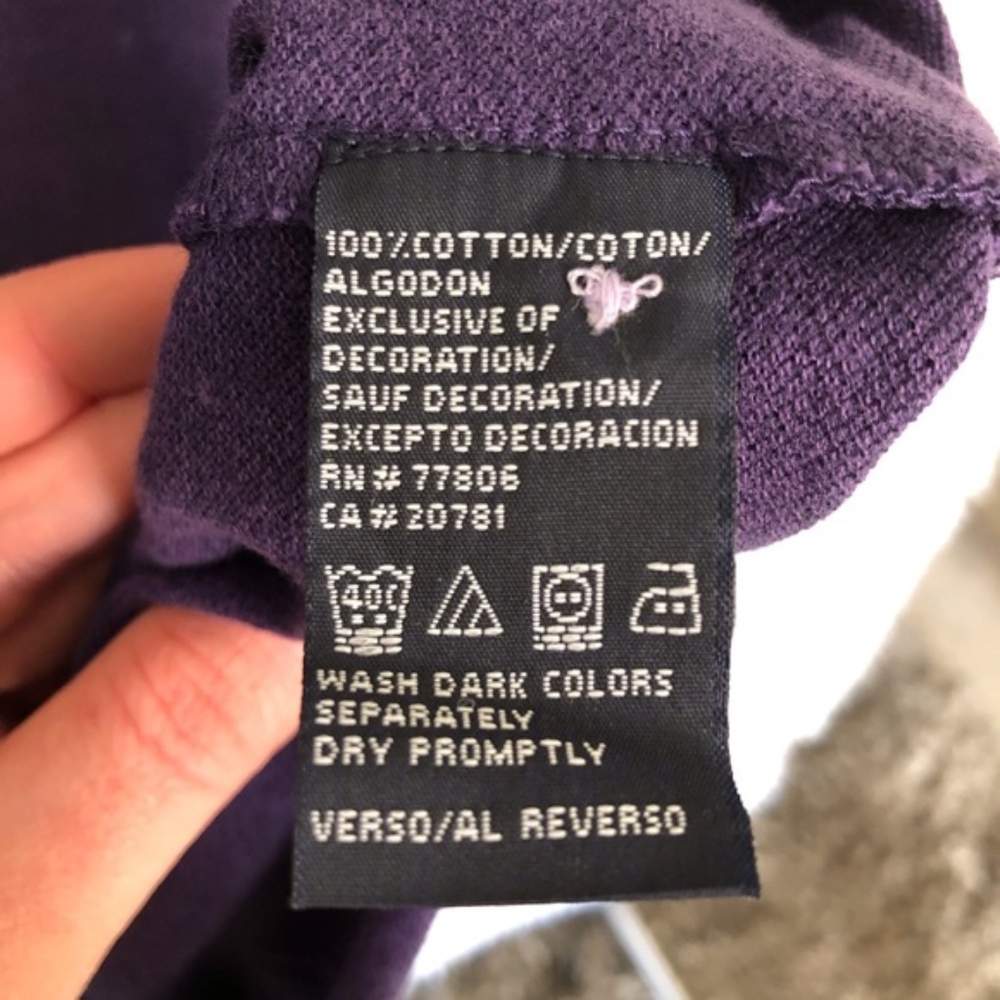 100%COTTON/COTON/
ALGODON
EXCLUSIVE OF
DECORATION/
SAUF DECORATION/
EXCEPTO DECORACION
RN# 77806
CA# 20781
40C
WASH DARK COLORS
SEPARATELY
DRY PROMPTLY
VERSO/AL REVERSO